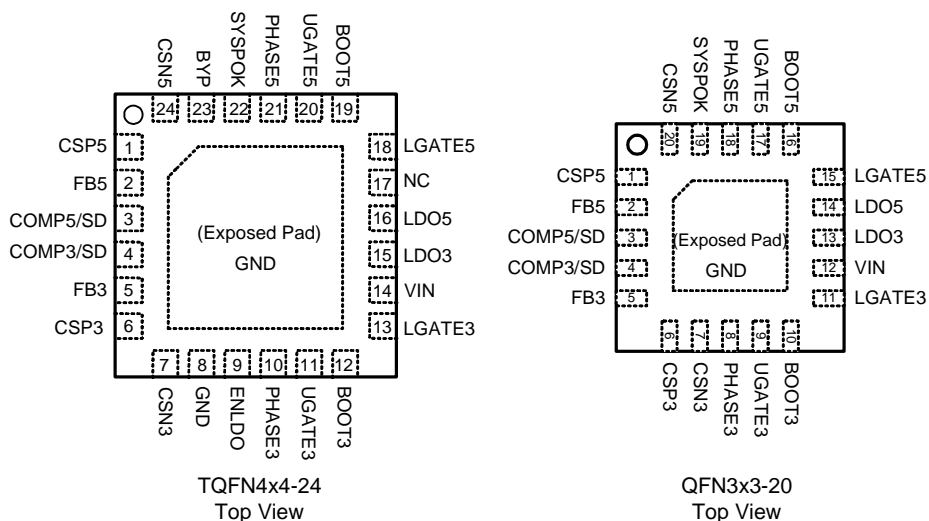 CSN5
BYP
SYSPOK
PHASE5
UGATE5
BOOT5
24 23 22 21 20 19
CSP5 1
FB5 2
COMP5/SD 3
COMP3/SD 4
FB3 5
CSP3 6
18 LGATE5
17 NC
16 LDO5
15 LDO3
14 VIN
13 LGATE3
(Exposed Pad)
GND
7 8 9 10 11 12
CSN3
GND
ENLDO
PHASE3
UGATE3
BOOT3
TQFN4x4-24
Top View
CSN5
SYSPOK
PHASE5
UGATE5
BOOT5
20 19 18 17 16
CSP5 1
FB5 2
COMP5/SD 3
COMP3/SD 4
FB3 5
15 LGATE5
14 LDO5
13 LDO3
12 VIN
11 LGATE3
(Exposed Pad)
GND
6 7 8 9 10
CSP3
CSN3
PHASE3
UGATE3
BOOT3
QFN3x3-20
Top View